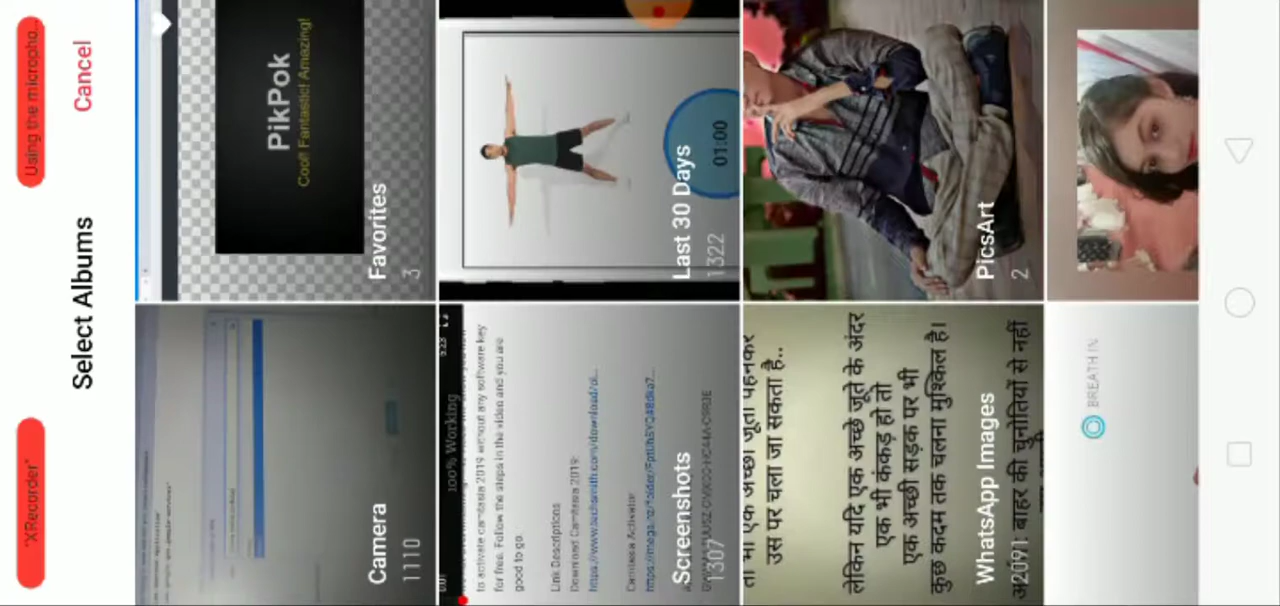 "XRecorder"
Using the micropho...
Select Albums
Cancel
Camera
1110
PikPok
Cool! Fantastic! Amazing!
Favorites
3
100% Working
to activate camtasia 2019 without any software key
for free. Follow the steps in the video and you are
good to go.
Link Descriptions
Download Camtasia 2019:
Camtasia Activator
Screenshots
1307
01:00
Last 30 Days
1322
उस पर चला जा सकता है..
लेकिन यदि एक अच्छे जूते के अंदर
एक भी कंकड़ हो तो
एक अच्छी सड़क पर भी
कुछ कदम तक चलना मुश्किल है।
बाहर की चुनौतियों से नहीं
WhatsApp Images
2091
PicsArt
2
BREATH IN